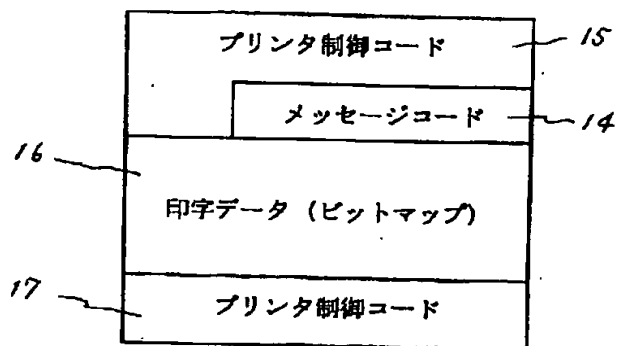 プリンタ制御コード 15
メッセージコード 14
16
印字データ (ビットマップ)
17
プリンタ制御コード